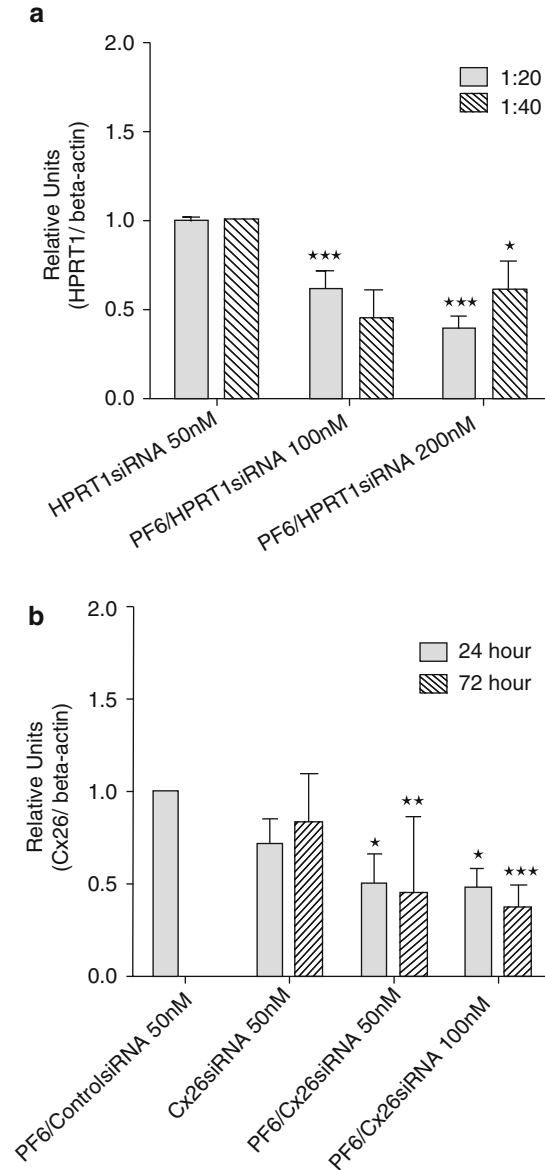 a
2.0
1.5
1.0
0.5
0.0
Relative Units
(HPRT1/ beta-actin)
1:20
1:40
★★★
★★★
★
HPRT1siRNA 50nM
PF6/HPRT1siRNA 100nM
PF6/HPRT1siRNA 200nM
b
2.0
1.5
1.0
0.5
0.0
Relative Units
(Cx26/ beta-actin)
24 hour
72 hour
★
★★
★
★★★
PF6/ControlsiRNA 50nM
Cx26siRNA 50nM
PF6/Cx26siRNA 50nM
PF6/Cx26siRNA 100nM